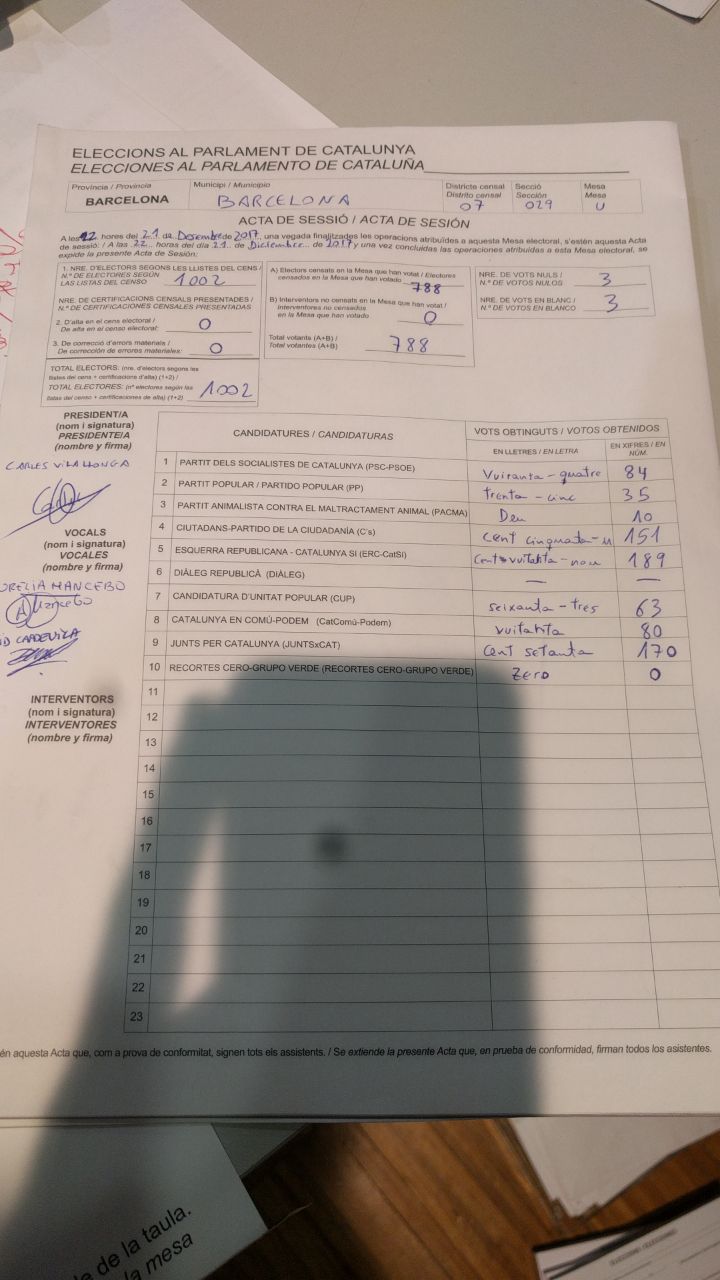 ELECCIONS AL PARLAMENT DE CATALUNYA
ELECCIONES AL PARLAMENTO DE CATALUÑA
Província / Provincia
BARCELONA
Municipi / Municipio
BARCELONA
Districte censal
Distrito censal
07
Secció
Sección
029
Mesa
Mesa
U
ACTA DE SESSIÓ / ACTA DE SESIÓN
A les 22 hores del 21 de Desembre de 2017, una vegada finalitzades les operacions atribuïdes a aquesta Mesa electoral, s'estén aquesta Acta
de sessió: / A las 22 horas del día 21 de Diciembre de 2017 y una vez concluidas las operaciones atribuidas a esta Mesa electoral, se
expide la presente Acta de Sesión:
1. NRE. D'ELECTORS SEGONS LES LLISTES DEL CENS /
N.º DE ELECTORES SEGÚN
LAS LISTAS DEL CENSO 1002
NRE. DE CERTIFICACIONS CENSALS PRESENTADES /
N.º DE CERTIFICACIONES CENSALES PRESENTADAS
2. D'alta en el cens electoral /
De alta en el censo electoral: 0
3. De correcció d'errors materials /
De corrección de errores materiales: 0
TOTAL ELECTORS: (nre. d'electors segons les
llistes del cens + certificacions d'alta) (1+2) /
TOTAL ELECTORES: (nº electores según las
listas del censo + certificaciones de alta) (1+2) 1002
A) Electors censats en la Mesa que han votat / Electores
censados en la Mesa que han votado 788
B) Interventors no censats en la Mesa que han votat /
Interventores no censados
en la Mesa que han votado 0
Total votants (A+B) /
Total votantes (A+B) 788
NRE. DE VOTS NULS /
N.º DE VOTOS NULOS 3
NRE. DE VOTS EN BLANC /
N.º DE VOTOS EN BLANCO 3
PRESIDENT/A
(nom i signatura)
PRESIDENTE/A
(nombre y firma)
CARLES VILALLONGA
VOCALS
(nom i signatura)
VOCALES
(nombre y firma)
MANCEBO
CAPDEVILA
INTERVENTORS
(nom i signatura)
INTERVENTORES
(nombre y firma)
CANDIDATURES / CANDIDATURAS
VOTS OBTINGUTS / VOTOS OBTENIDOS
EN LLETRES / EN LETRA
EN XIFRES / EN NÚM.
1 PARTIT DELS SOCIALISTES DE CATALUNYA (PSC-PSOE) Vuitanta-quatre 84
2 PARTIT POPULAR / PARTIDO POPULAR (PP) trenta-cinc 35
3 PARTIT ANIMALISTA CONTRA EL MALTRACTAMENT ANIMAL (PACMA) Deu 10
4 CIUTADANS-PARTIDO DE LA CIUDADANÍA (C's) cent cinquanta-u 151
5 ESQUERRA REPUBLICANA - CATALUNYA SI (ERC-CatSí) Cent vuitanta-nou 189
6 DIÀLEG REPUBLICÀ (DIÀLEG) — —
7 CANDIDATURA D'UNITAT POPULAR (CUP) seixanta-tres 63
8 CATALUNYA EN COMÚ-PODEM (CatComú-Podem) vuitanta 80
9 JUNTS PER CATALUNYA (JUNTSxCAT) Cent setanta 170
10 RECORTES CERO-GRUPO VERDE (RECORTES CERO-GRUPO VERDE) Zero 0
11
12
13
14
15
16
17
18
19
20
21
22
23
én aquesta Acta que, com a prova de conformitat, signen tots els assistents. / Se extiende la presente Acta que, en prueba de conformidad, firman todos los asistentes.
de la taula.
la mesa